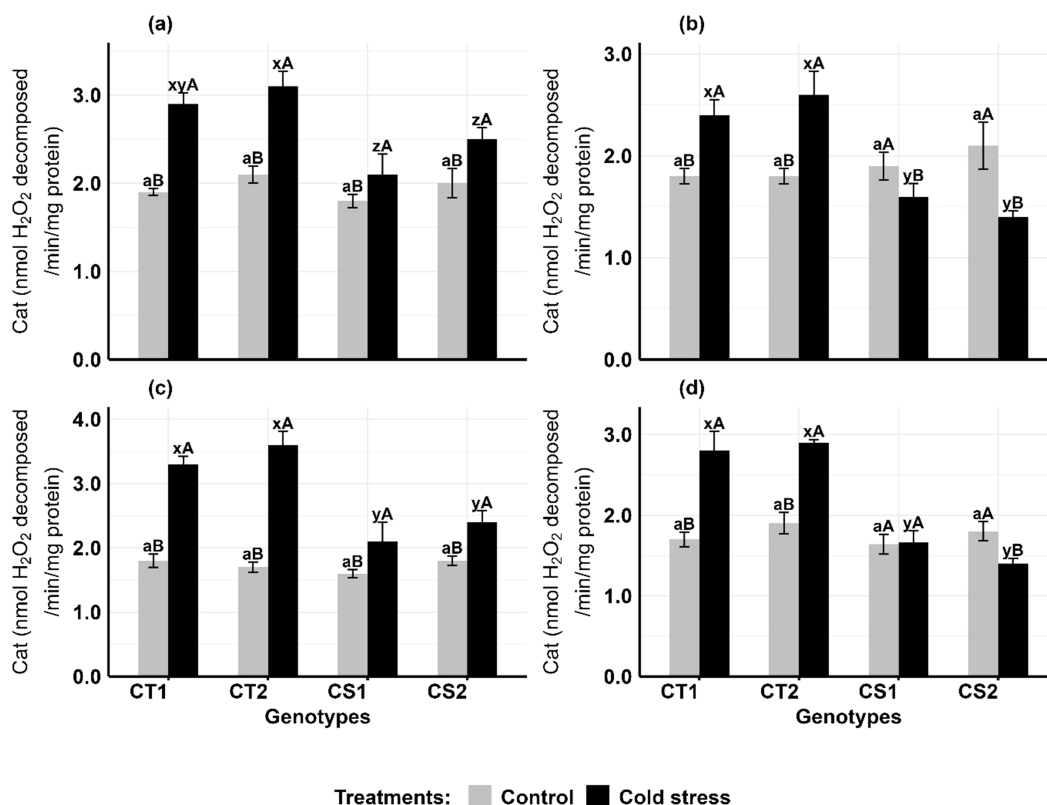 (a)
Cat (nmol H₂O₂ decomposed
/min/mg protein)
3.0
2.0
1.0
0.0
aB
xyA
aB
xA
aB
zA
aB
zA
(b)
Cat (nmol H₂O₂ decomposed
/min/mg protein)
3.0
2.0
1.0
0.0
aB
xA
aB
xA
aA
yB
aA
yB
(c)
Cat (nmol H₂O₂ decomposed
/min/mg protein)
4.0
3.0
2.0
1.0
0.0
aB
xA
aB
xA
aB
yA
aB
yA
CT1 CT2 CS1 CS2
Genotypes
(d)
Cat (nmol H₂O₂ decomposed
/min/mg protein)
3.0
2.0
1.0
0.0
aB
xA
aB
xA
aA
yA
aA
yB
CT1 CT2 CS1 CS2
Genotypes
Treatments: Control Cold stress